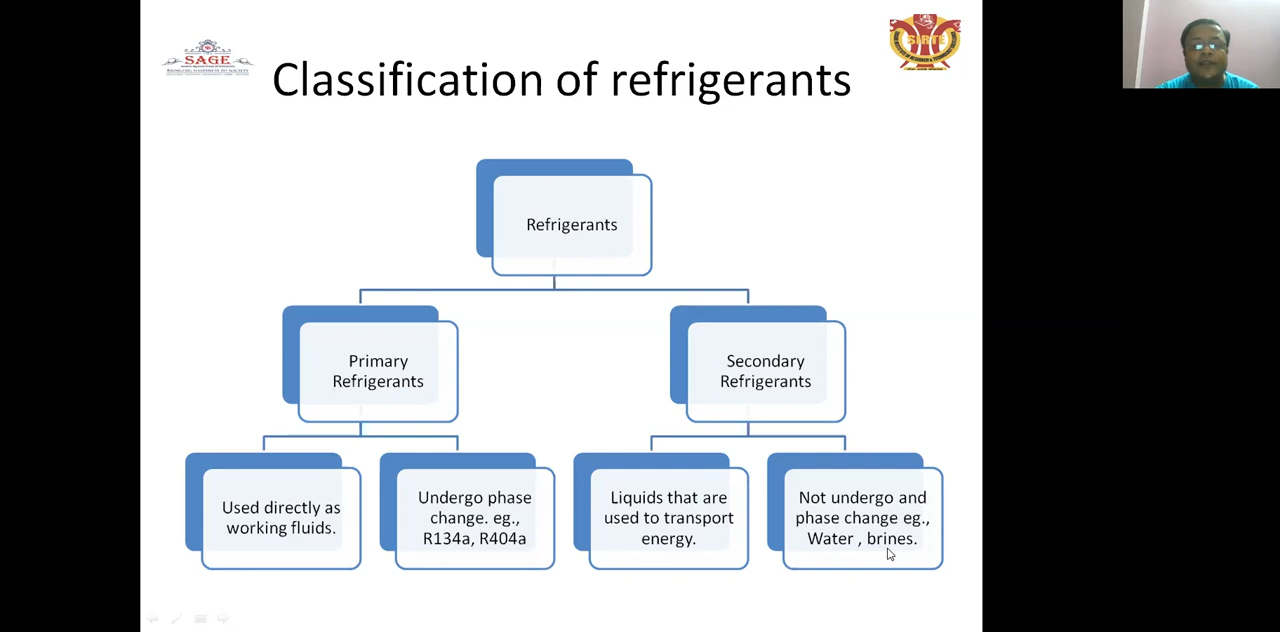 SAGE
SIRTE
Classification of refrigerants
Refrigerants
Primary
Refrigerants
Secondary
Refrigerants
Used directly as
working fluids.
Undergo phase
change. eg.,
R134a, R404a
Liquids that are
used to transport
energy.
Not undergo and
phase change eg.,
Water , brines.